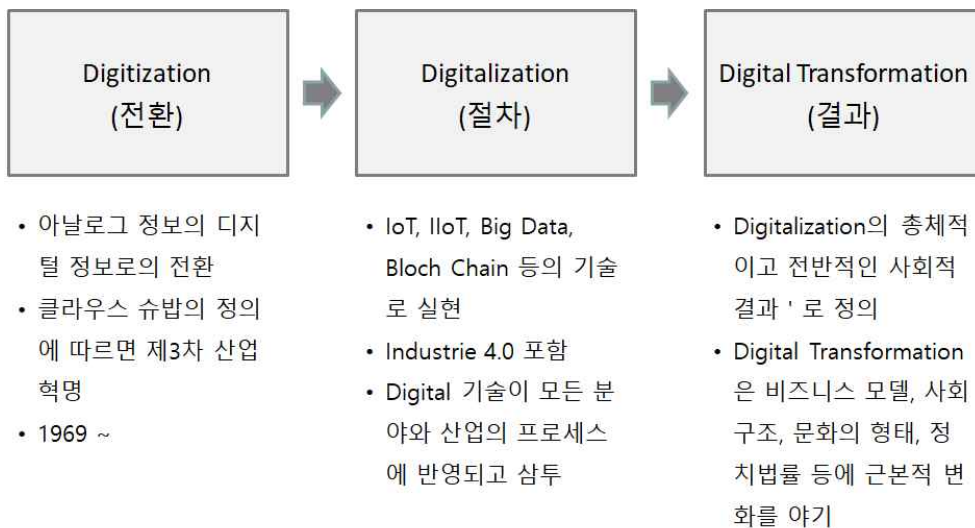 Digitization
(전환)
Digitalization
(절차)
Digital Transformation
(결과)
• 아날로그 정보의 디지
털 정보로의 전환
• 클라우스 슈밥의 정의
에 따르면 제3차 산업
혁명
• 1969 ~
• IoT, IIoT, Big Data,
Bloch Chain 등의 기술
로 실현
• Industrie 4.0 포함
• Digital 기술이 모든 분
야와 산업의 프로세스
에 반영되고 삼투
• Digitalization의 총체적
이고 전반적인 사회적
결과 ' 로 정의
• Digital Transformation
은 비즈니스 모델, 사회
구조, 문화의 형태, 정
치법률 등에 근본적 변
화를 야기